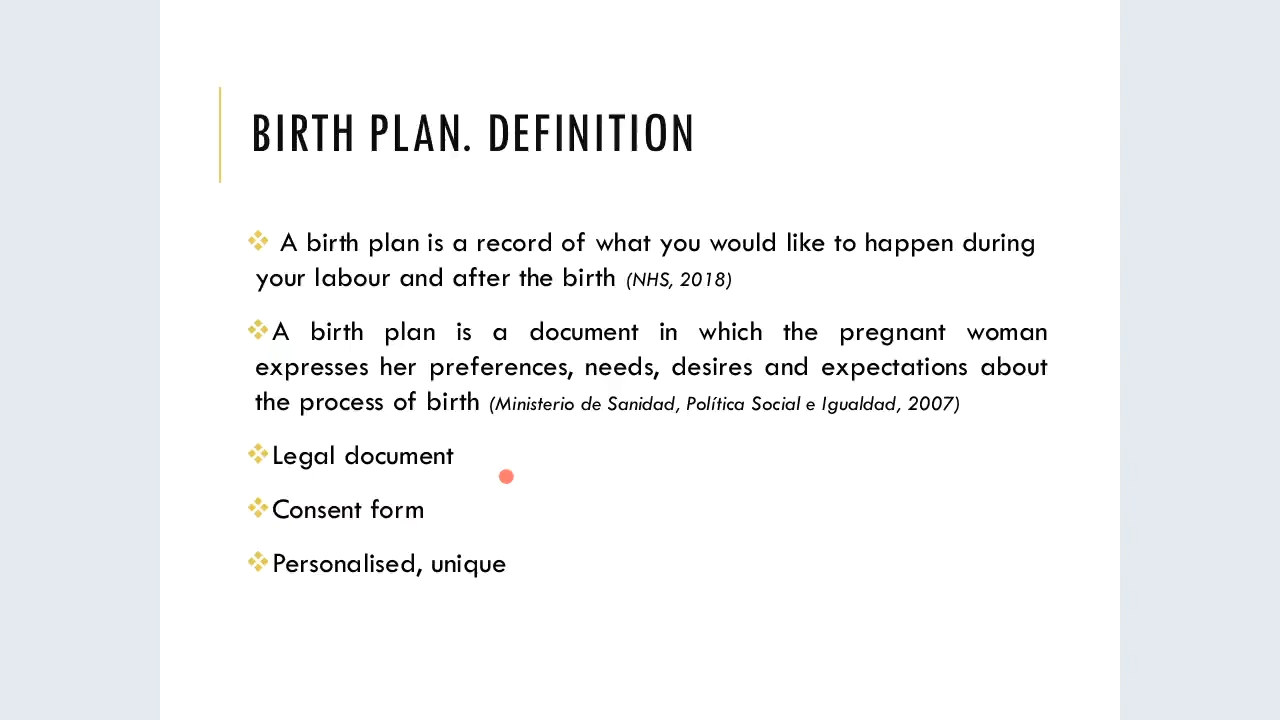 BIRTH PLAN. DEFINITION
A birth plan is a record of what you would like to happen during
your labour and after the birth (NHS, 2018)
A birth plan is a document in which the pregnant woman
expresses her preferences, needs, desires and expectations about
the process of birth (Ministerio de Sanidad, Política Social e Igualdad, 2007)
Legal document
Consent form
Personalised, unique